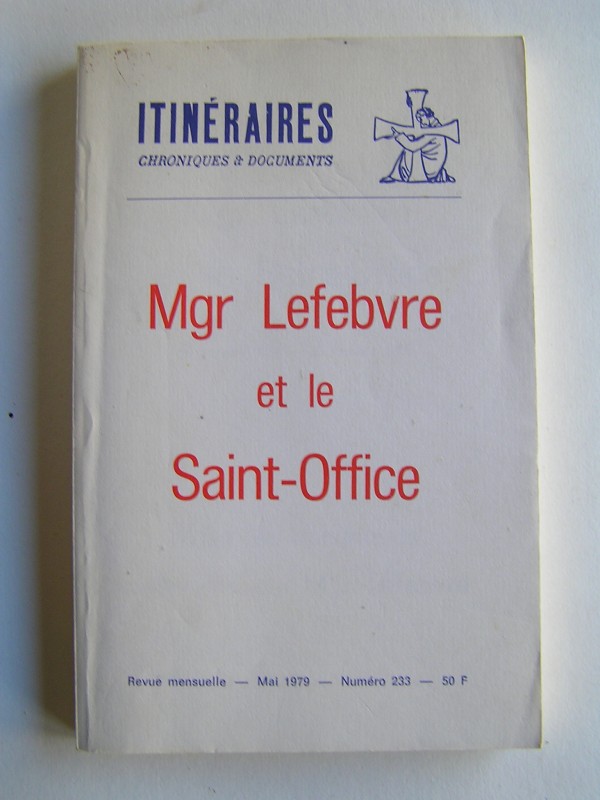 ITINÉRAIRES
CHRONIQUES & DOCUMENTS
Mgr Lefebvre
et le
Saint-Office
Revue mensuelle — Mai 1979 — Numéro 233 — 50 F